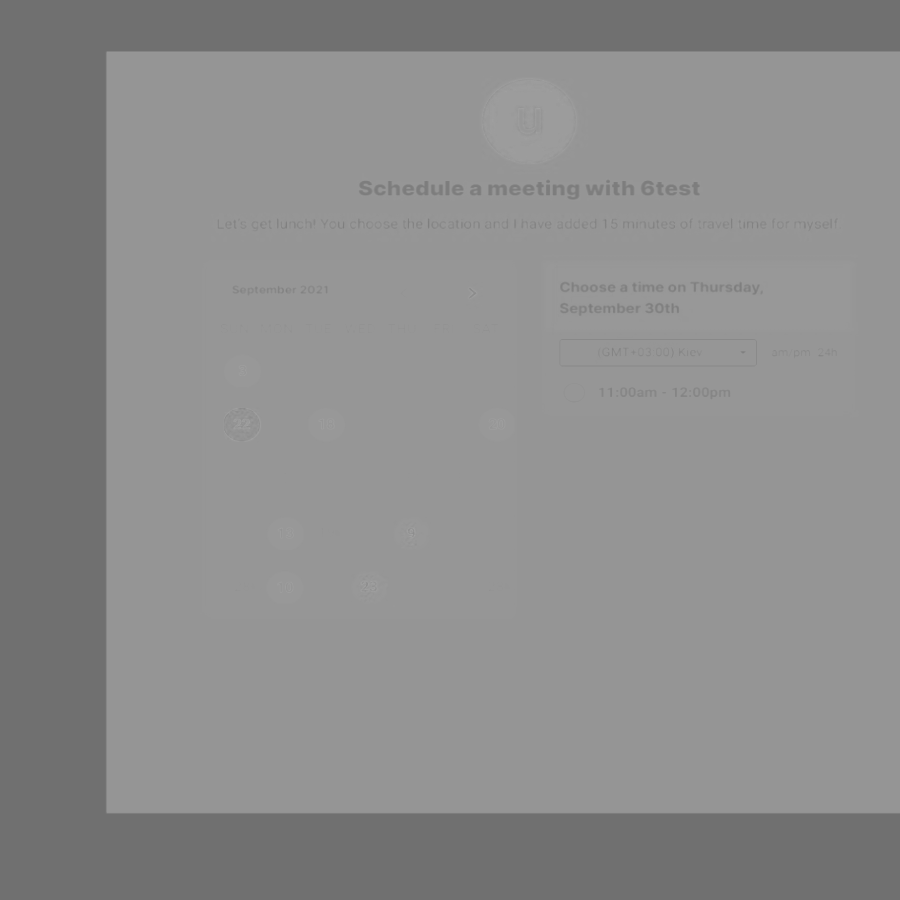 Schedule a meeting with 6test
Let's get lunch! You choose the location and I have added 15 minutes of travel time for myself
September 2021
Choose a time on Thursday,
September 30th
(GMT+03:00) Kiev
am/pm 24h
22
11:00am - 12:00pm